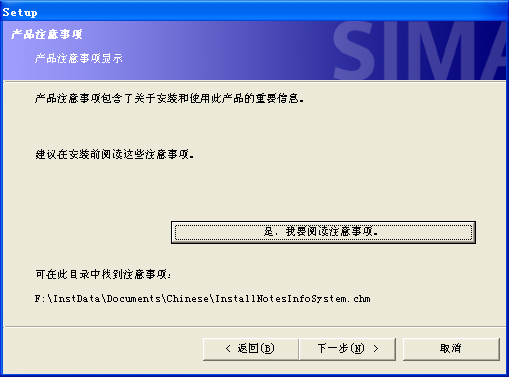 Setup
产品注意事项
SIMA
产品注意事项显示
产品注意事项包含了关于安装和使用此产品的重要信息。
建议在安装前阅读这些注意事项。
是，我要阅读注意事项。
可在此目录中找到注意事项：
F:\InstData\Documents\Chinese\InstallNotesInfoSystem.chm
< 返回(B)
下一步(N) >
取消